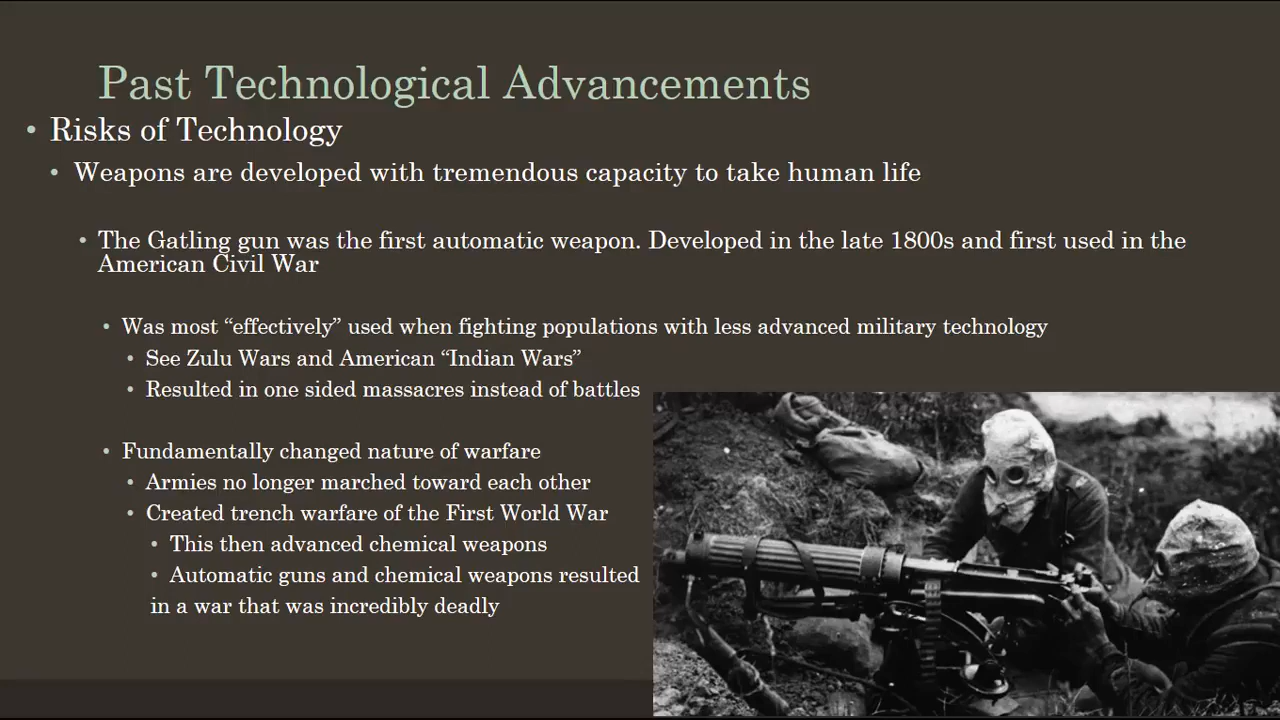 Past Technological Advancements
• Risks of Technology
• Weapons are developed with tremendous capacity to take human life
• The Gatling gun was the first automatic weapon. Developed in the late 1800s and first used in the
American Civil War
• Was most “effectively” used when fighting populations with less advanced military technology
• See Zulu Wars and American “Indian Wars”
• Resulted in one sided massacres instead of battles
• Fundamentally changed nature of warfare
• Armies no longer marched toward each other
• Created trench warfare of the First World War
• This then advanced chemical weapons
• Automatic guns and chemical weapons resulted
in a war that was incredibly deadly